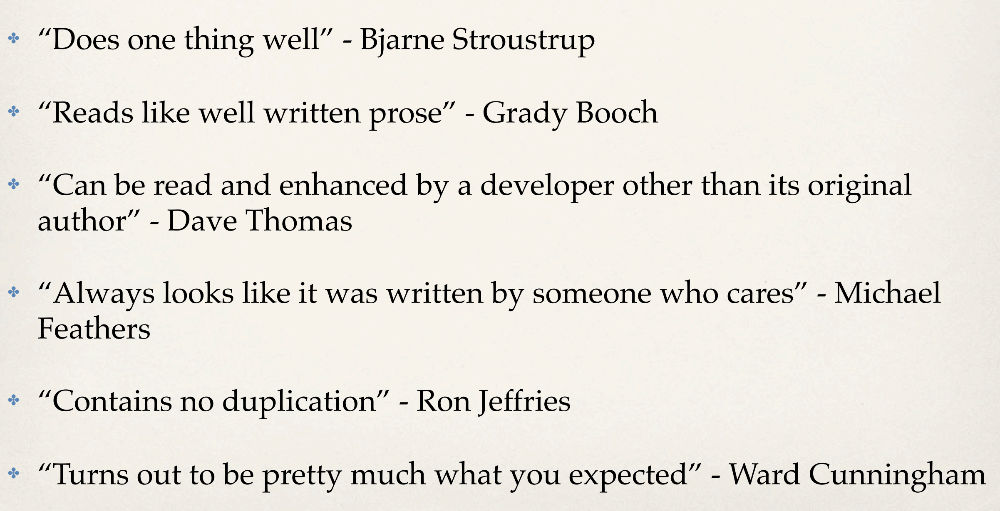 “Does one thing well” - Bjarne Stroustrup
“Reads like well written prose” - Grady Booch
“Can be read and enhanced by a developer other than its original
author” - Dave Thomas
“Always looks like it was written by someone who cares” - Michael
Feathers
“Contains no duplication” - Ron Jeffries
“Turns out to be pretty much what you expected” - Ward Cunningham